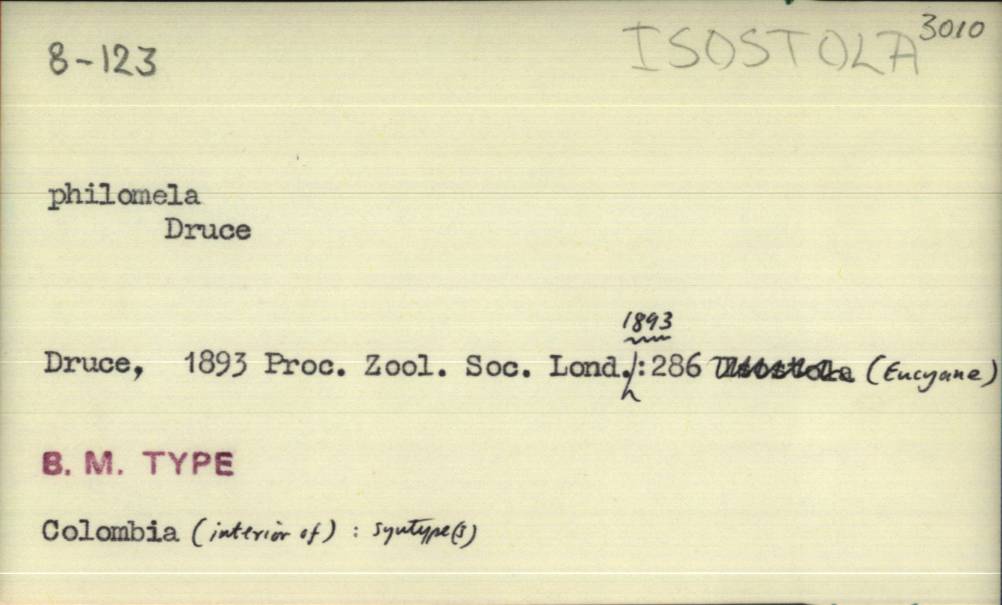 8-123
ISOSTOLA 3010
philomela
Druce
1893
Druce, 1893 Proc. Zool. Soc. Lond. :286 Isostola (Eucyane)
B. M. TYPE
Colombia (interior of) : syntype(s)